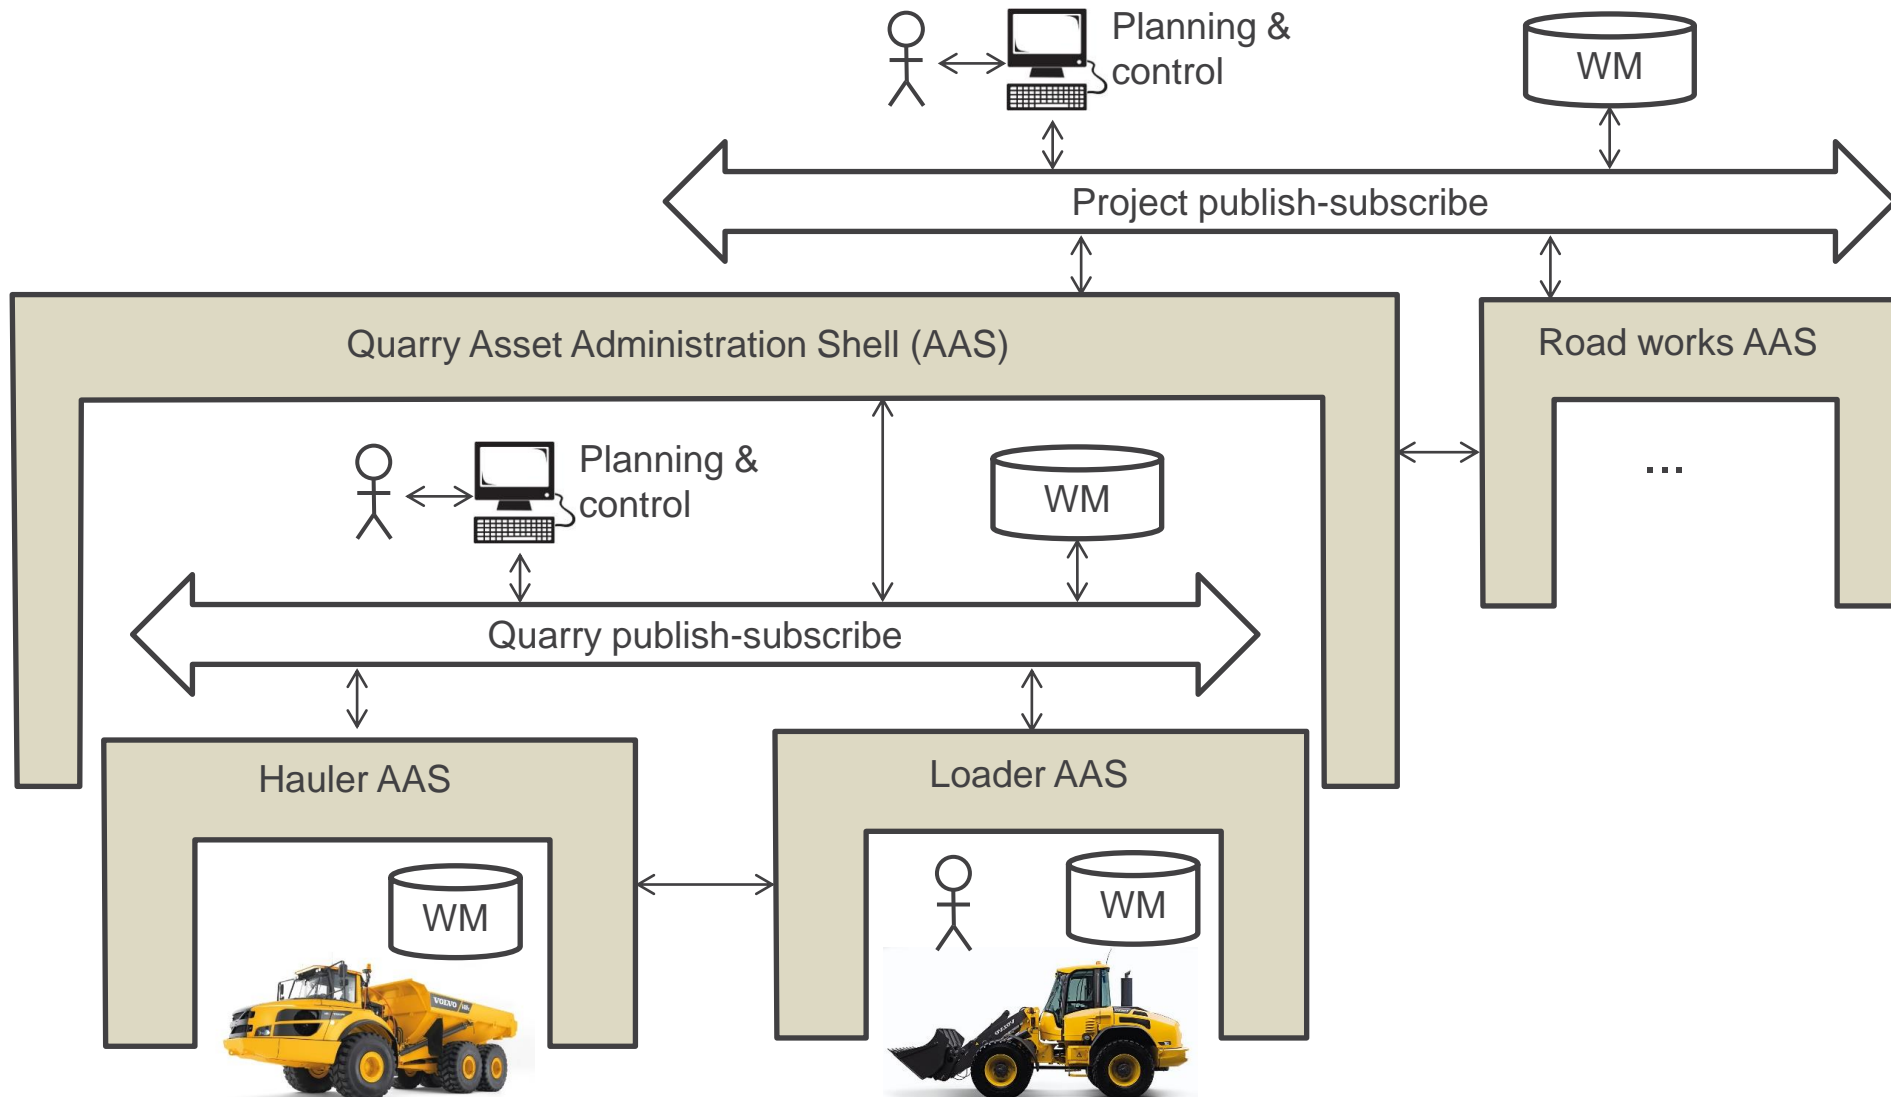 Planning &
control
WM
Project publish-subscribe
Quarry Asset Administration Shell (AAS)
Road works AAS
Planning &
control
WM
...
Quarry publish-subscribe
Hauler AAS
Loader AAS
WM
WM
VOLVO